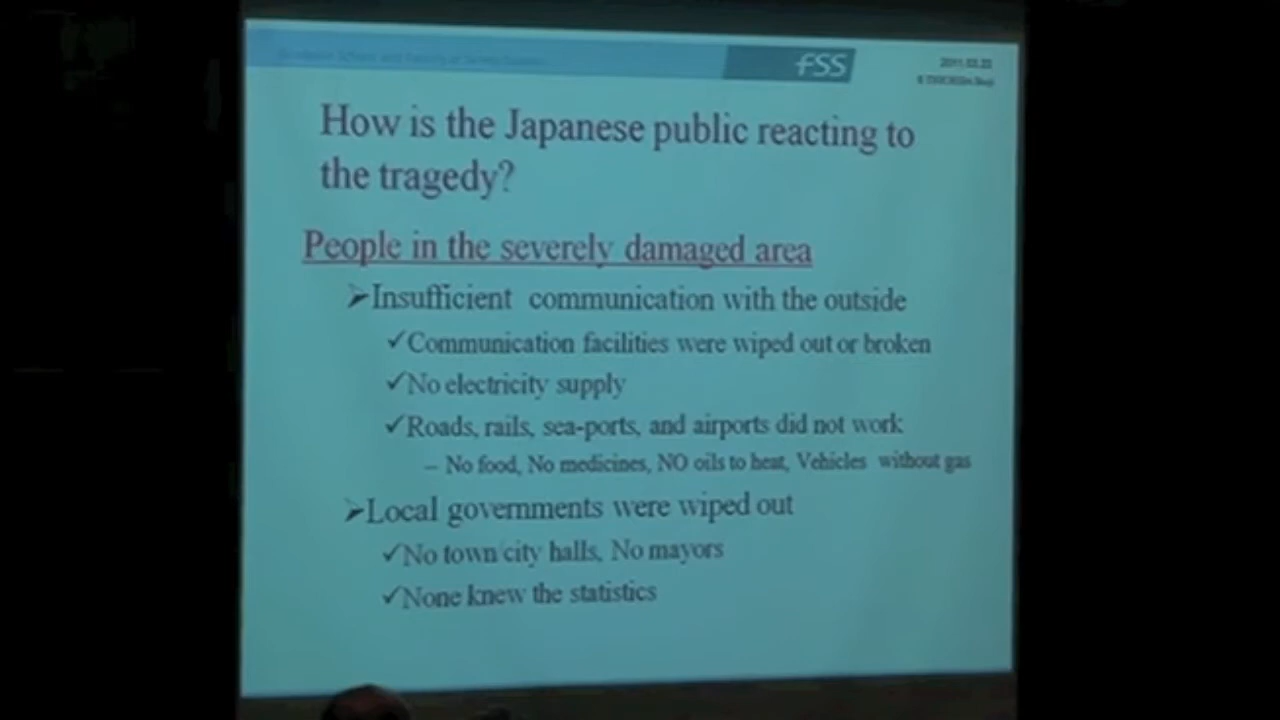 FSS
How is the Japanese public reacting to
the tragedy?
People in the severely damaged area
➢Insufficient communication with the outside
✓Communication facilities were wiped out or broken
✓No electricity supply
✓Roads, rails, sea-ports, and airports did not work
– No food, No medicines, NO oils to heat, Vehicles without gas
➢Local governments were wiped out
✓No town/city halls, No mayors
✓None knew the statistics